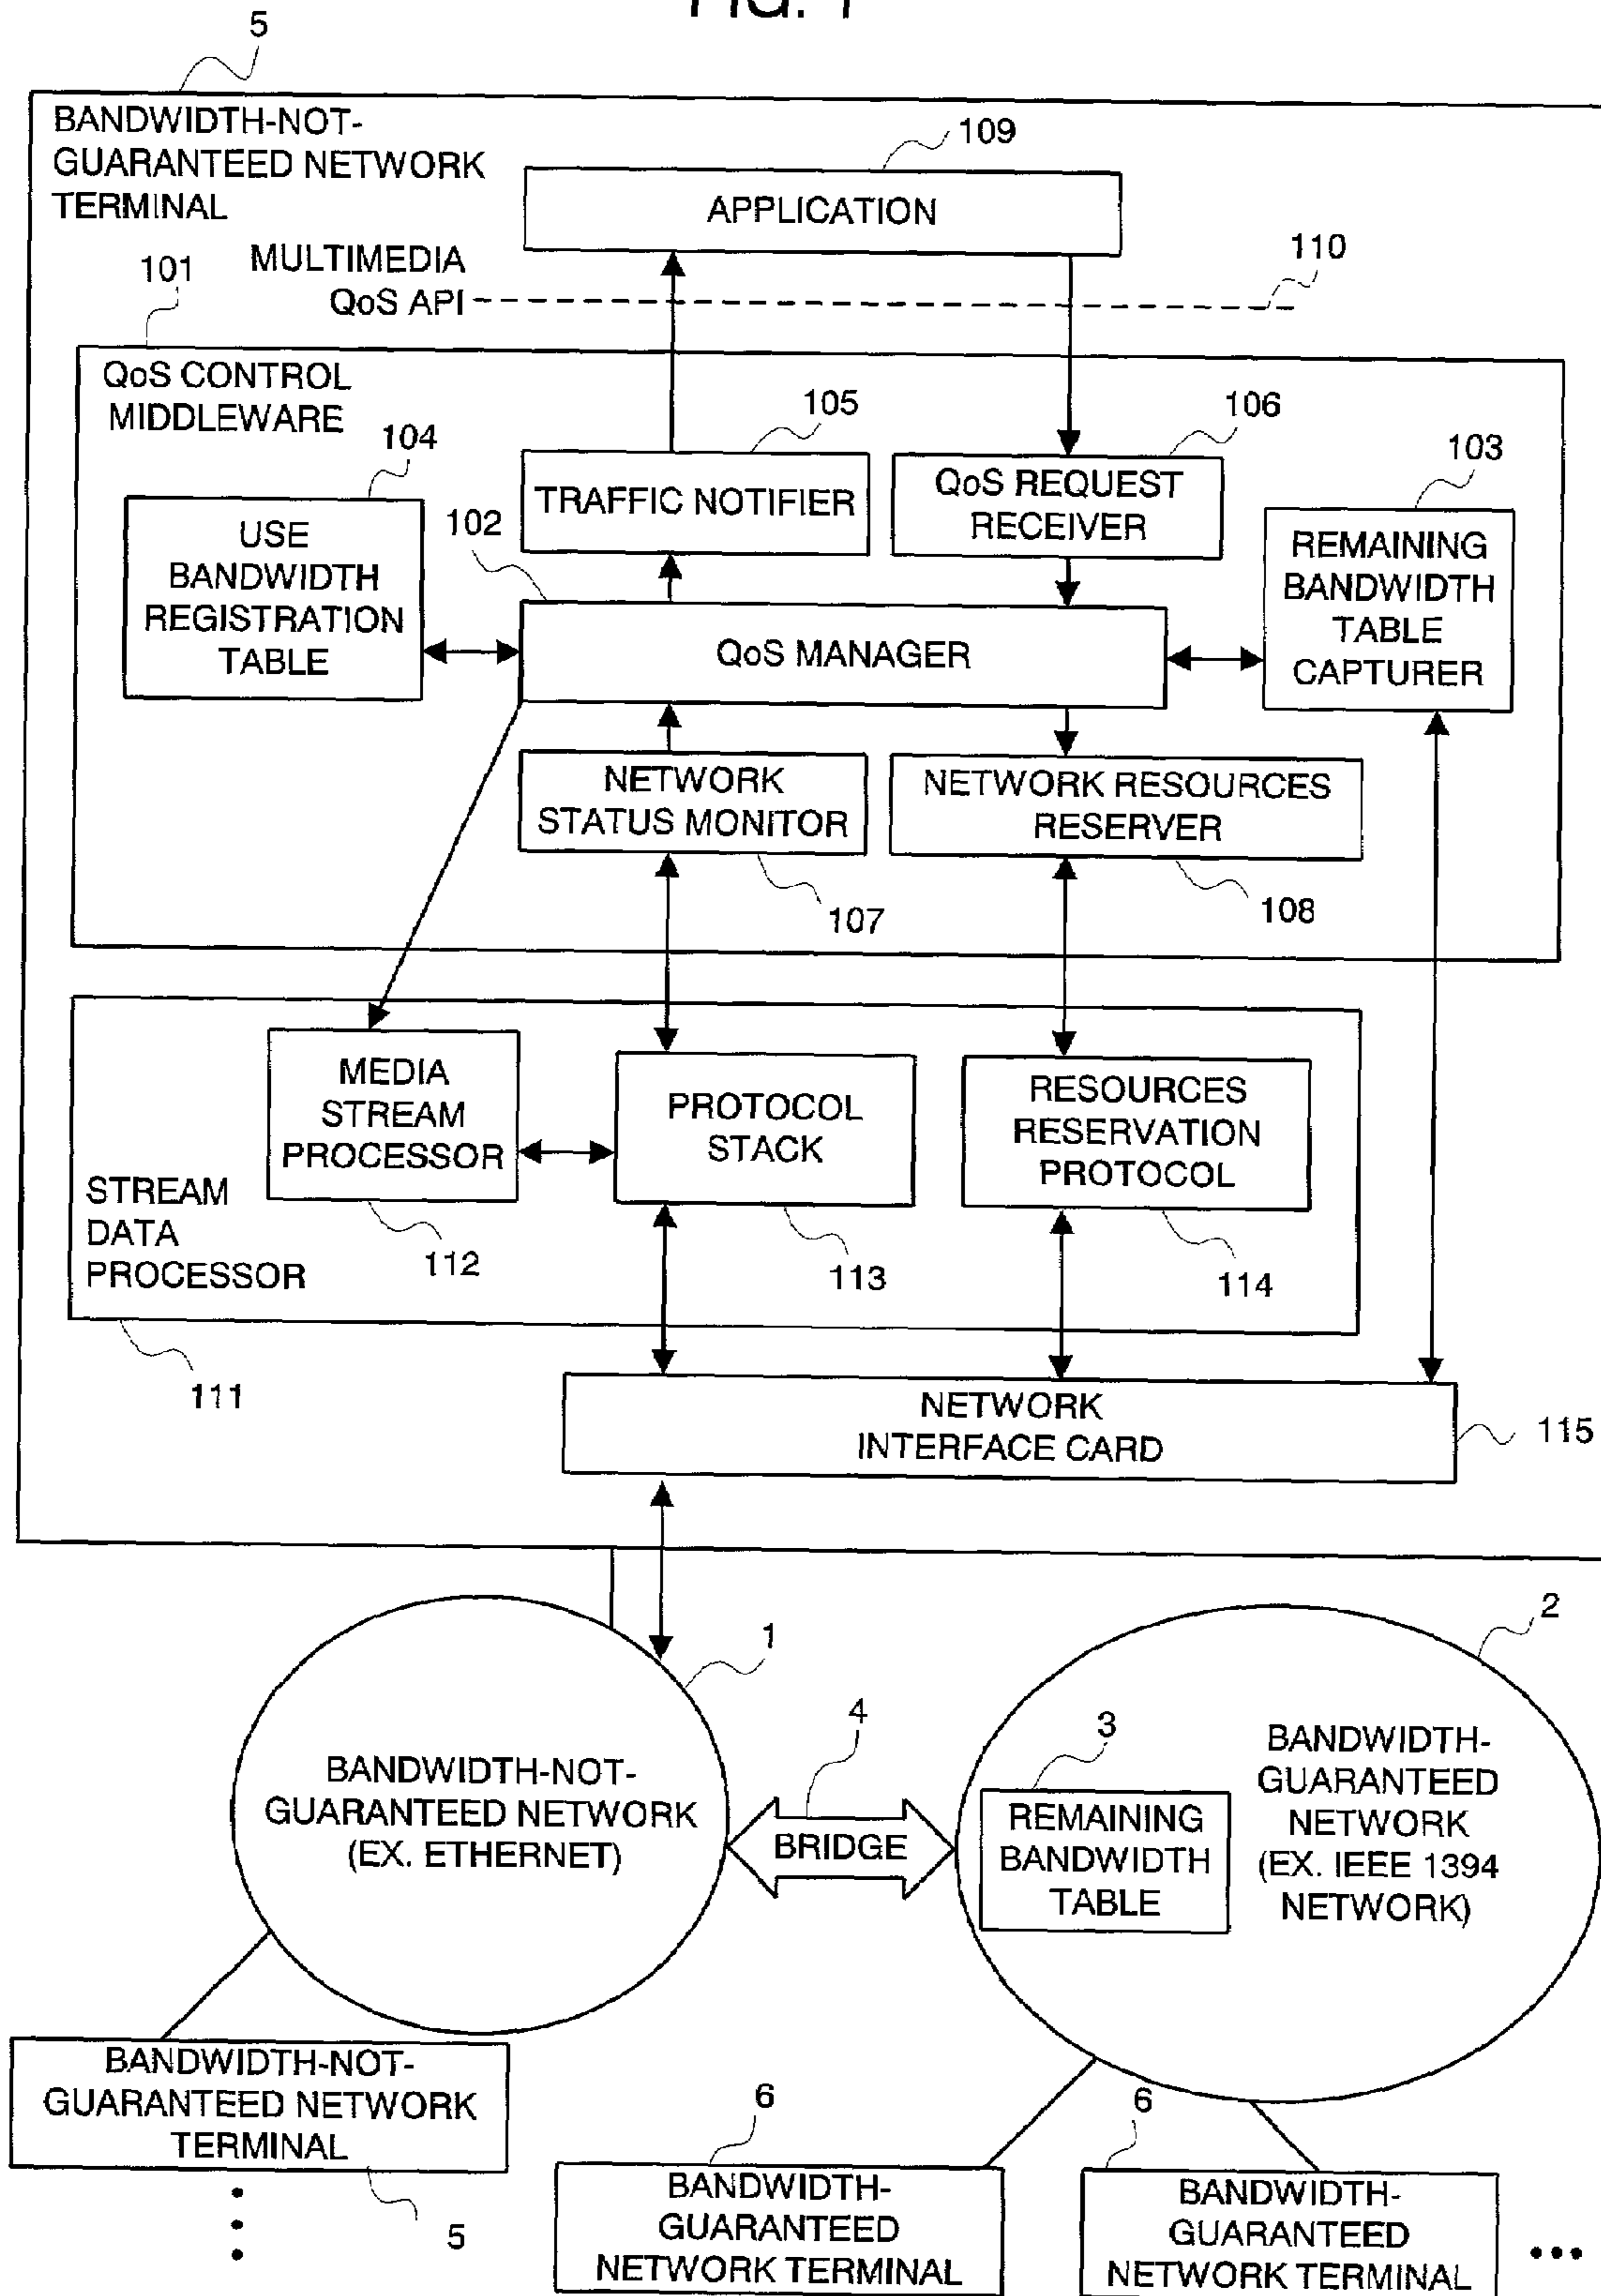 FIG. 1
5
BANDWIDTH-NOT-
GUARANTEED NETWORK
TERMINAL
109
APPLICATION
MULTIMEDIA
QoS API
110
101
QoS CONTROL
MIDDLEWARE
104
105
106
103
USE
BANDWIDTH
REGISTRATION
TABLE
102
TRAFFIC NOTIFIER
QoS REQUEST
RECEIVER
REMAINING
BANDWIDTH
TABLE
CAPTURER
QoS MANAGER
NETWORK
STATUS MONITOR
NETWORK RESOURCES
RESERVER
107
108
MEDIA
STREAM
PROCESSOR
PROTOCOL
STACK
RESOURCES
RESERVATION
PROTOCOL
STREAM
DATA
PROCESSOR
112
113
114
111
NETWORK
INTERFACE CARD
115
1
2
BANDWIDTH-NOT-
GUARANTEED NETWORK
(EX. ETHERNET)
4
BRIDGE
3
REMAINING
BANDWIDTH
TABLE
BANDWIDTH-
GUARANTEED
NETWORK
(EX. IEEE 1394
NETWORK)
BANDWIDTH-NOT-
GUARANTEED NETWORK
TERMINAL
5
6
BANDWIDTH-
GUARANTEED
NETWORK TERMINAL
6
BANDWIDTH-
GUARANTEED
NETWORK TERMINAL